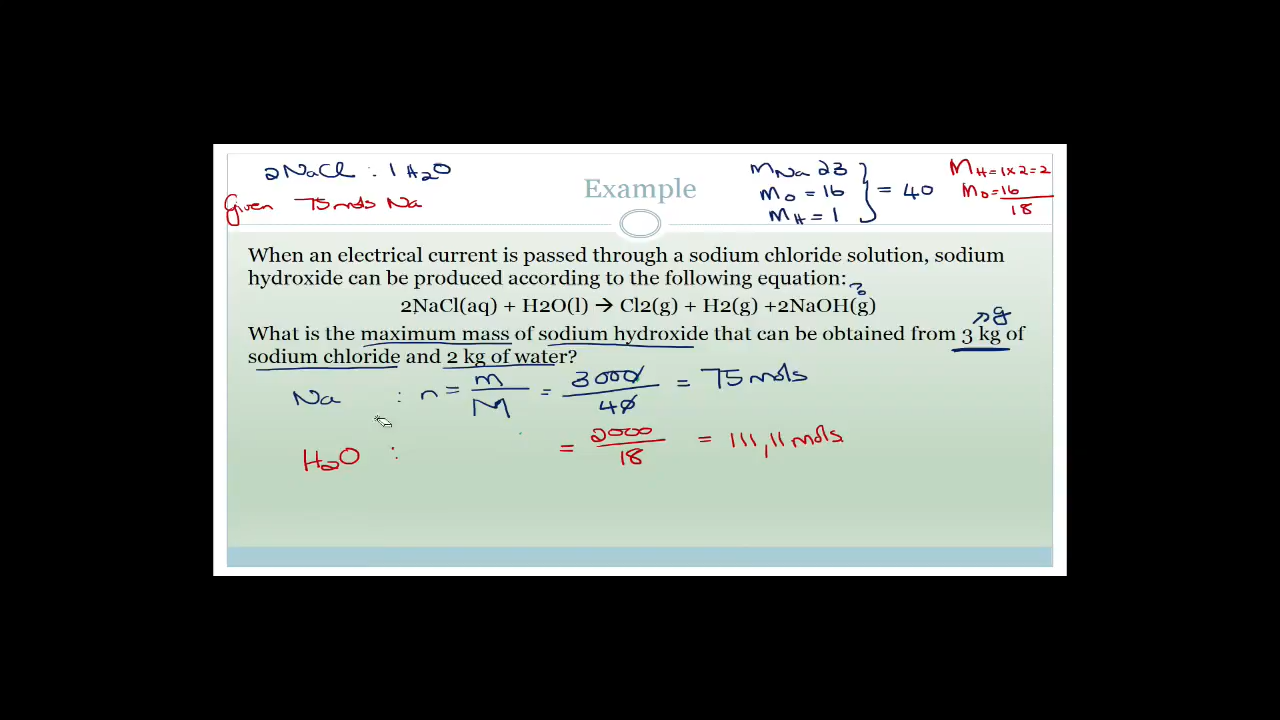 2NaCl : 1 H2O
Given 75 mols Na
Example
MNa 23
MO = 16
MH = 1
= 40
MH = 1 x 2 = 2
MO = 16
18
When an electrical current is passed through a sodium chloride solution, sodium
hydroxide can be produced according to the following equation:
?
2NaCl(aq) + H2O(l) → Cl2(g) + H2(g) +2NaOH(g)
g
What is the maximum mass of sodium hydroxide that can be obtained from 3 kg of
sodium chloride and 2 kg of water?
Na : n = m/M = 3000/40 = 75 mols
H2O : = 2000/18 = 111,11 mols